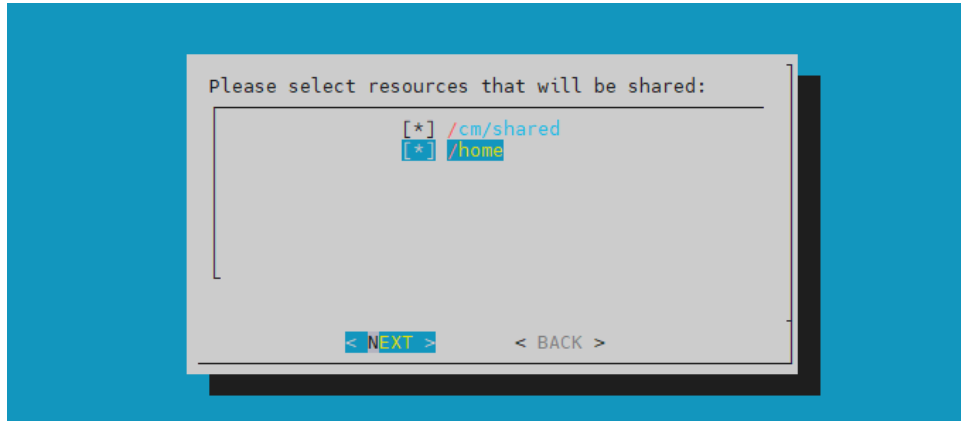 Please select resources that will be shared:
[*] /cm/shared
[*] /home
< NEXT > < BACK >